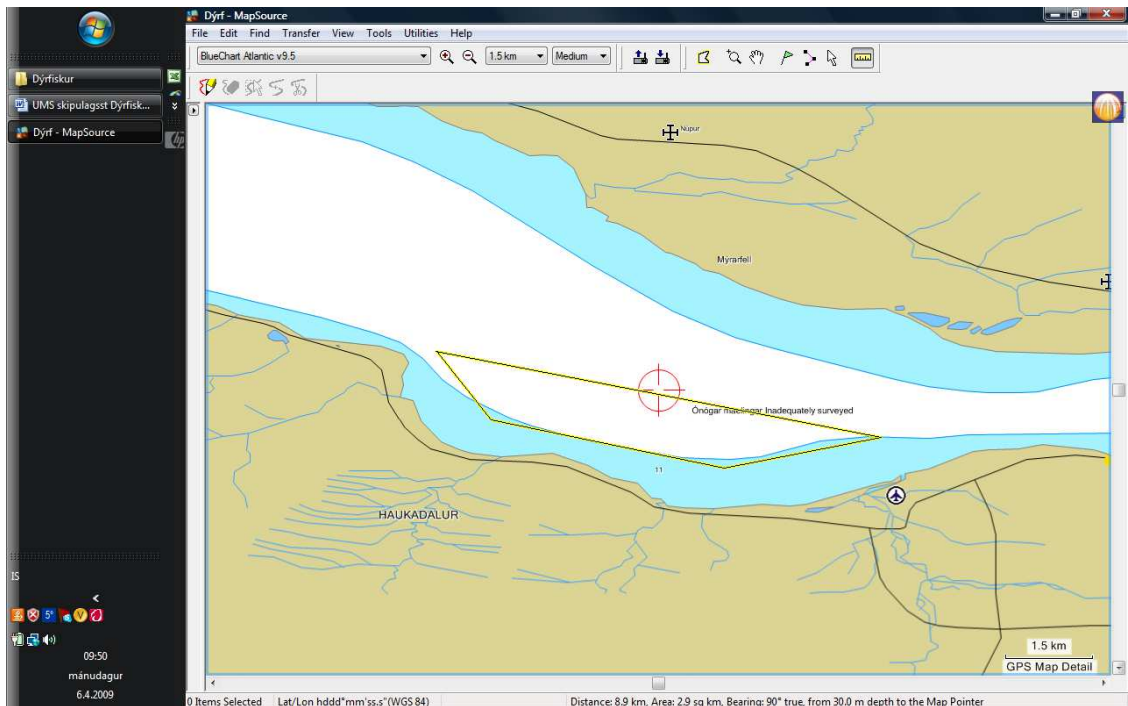 Dýrf - MapSource
File Edit Find Transfer View Tools Utilities Help
BlueChart Atlantic v9.5
1.5 km
Medium
Dýrfiskur
UMS skipulagsst Dýrfisk...
Dýrf - MapSource
hp
Núpur
Mýrarfell
Ónógar mælingar Inadequately surveyed
11
HAUKADALUR
1.5 km
GPS Map Detail
IS
5°
09:50
mánudagur
6.4.2009
0 Items Selected Lat/Lon hddd°mm'ss.s"(WGS 84) Distance: 8.9 km, Area: 2.9 sq km, Bearing: 90° true, from 30.0 m depth to the Map Pointer